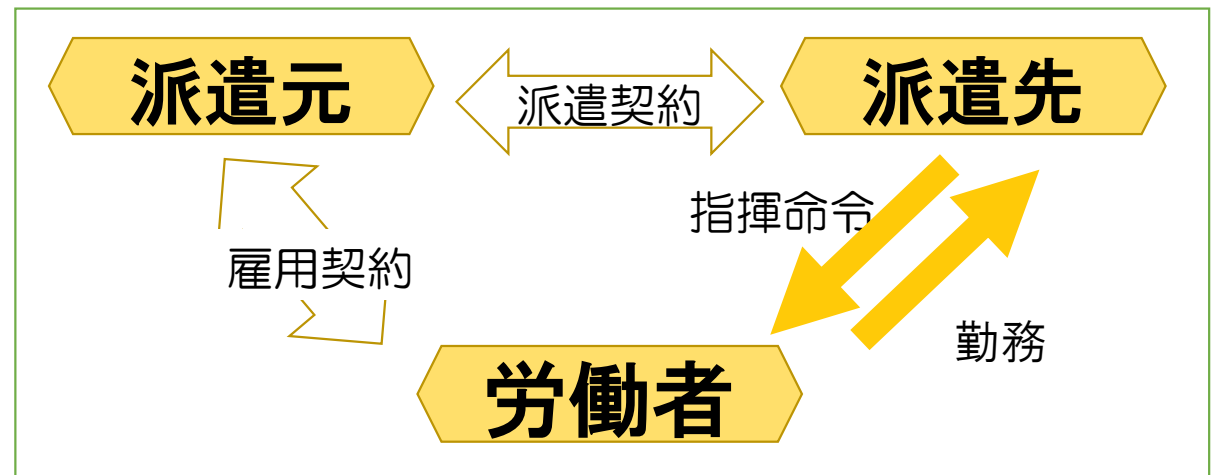 派遣元
派遣契約
派遣先
指揮命令
雇用契約
勤務
労働者